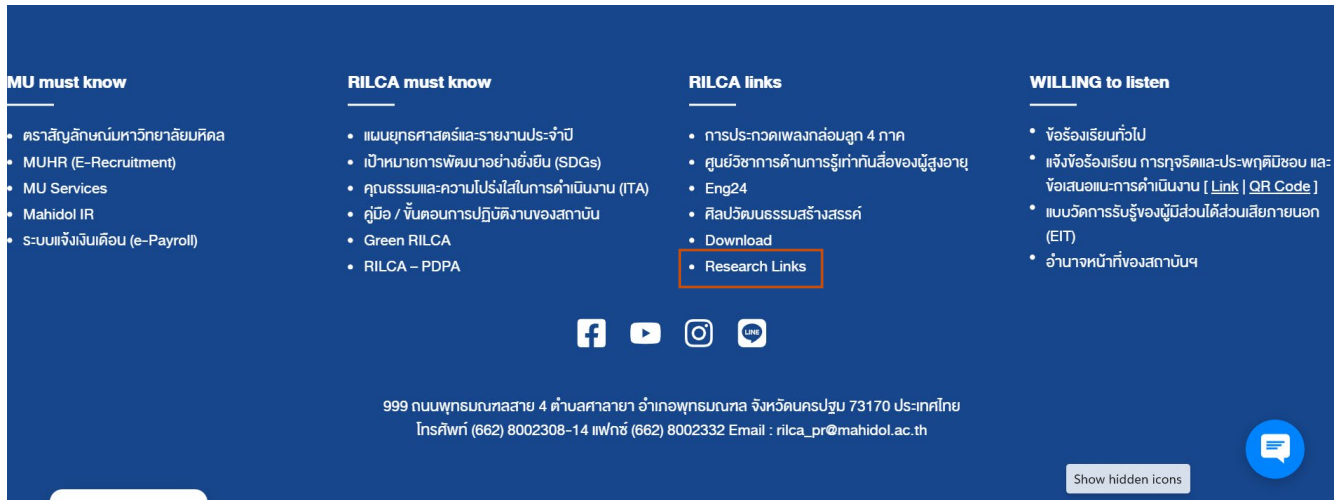 MU must know
ตราสัญลักษณ์มหาวิทยาลัยมหิดล
MUHR (E-Recruitment)
MU Services
Mahidol IR
ระบบแจ้งเงินเดือน (e-Payroll)
RILCA must know
แผนยุทธศาสตร์และรายงานประจำปี
เป้าหมายการพัฒนาอย่างยั่งยืน (SDGs)
คุณธรรมและความโปร่งใสในการดำเนินงาน (ITA)
คู่มือ / ขั้นตอนการปฏิบัติงานของสถาบัน
Green RILCA
RILCA – PDPA
RILCA links
การประกวดเพลงกล่อมลูก 4 ภาค
ศูนย์วิชาการด้านการรู้เท่าทันสื่อของผู้สูงอายุ
Eng24
ศิลปวัฒนธรรมสร้างสรรค์
Download
Research Links
WILLING to listen
ข้อร้องเรียนทั่วไป
แจ้งข้อร้องเรียน การทุจริตและประพฤติมิชอบ และ
ข้อเสนอแนะการดำเนินงาน [ Link | QR Code ]
แบบวัดการรับรู้ของผู้มีส่วนได้ส่วนเสียภายนอก
(EIT)
อำนาจหน้าที่ของสถาบันฯ
LINE
999 ถนนพุทธมณฑลสาย 4 ตำบลศาลายา อำเภอพุทธมณฑล จังหวัดนครปฐม 73170 ประเทศไทย
โทรศัพท์ (662) 8002308-14 แฟกซ์ (662) 8002332 Email : rilca_pr@mahidol.ac.th
Show hidden icons